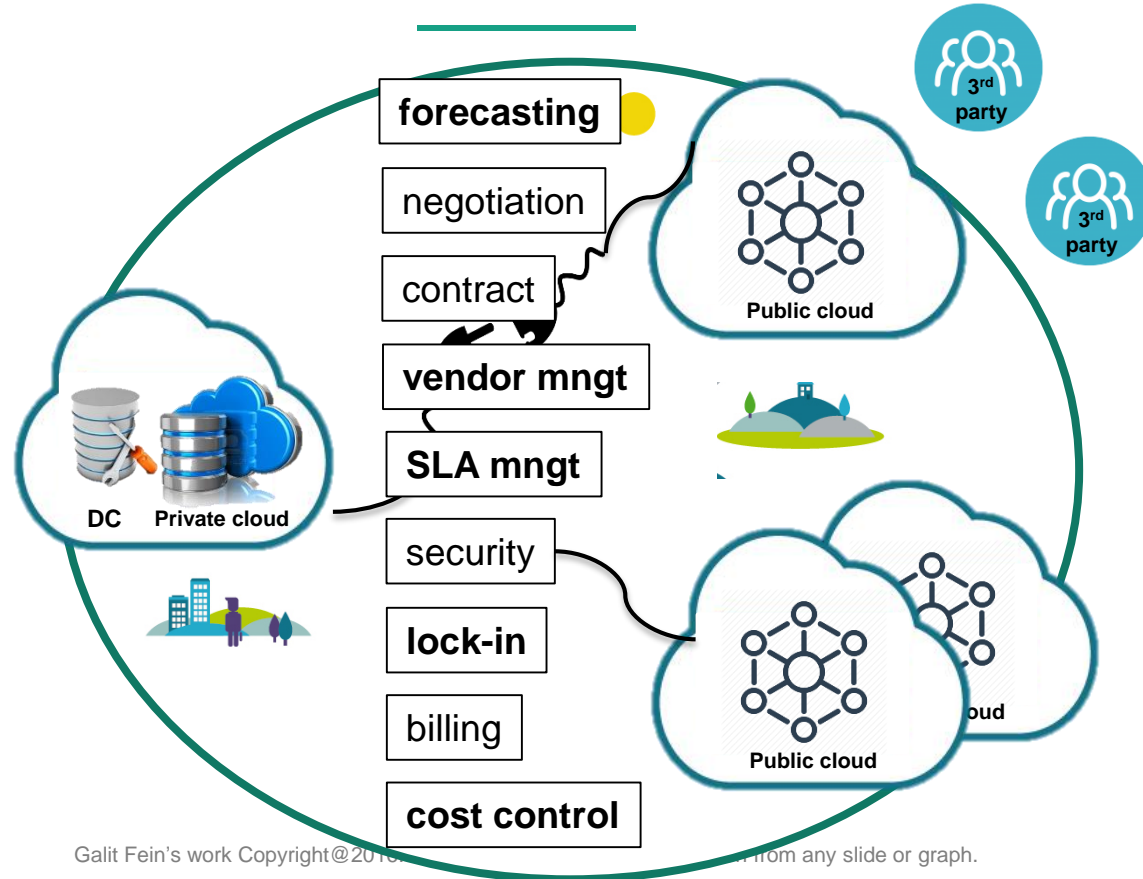 forecasting
negotiation
contract
vendor mngt
SLA mngt
security
lock-in
billing
cost control
DC
Private cloud
Public cloud
3rd
party
3rd
party
Public cloud
oud
Galit Fein's work Copyright@201
from any slide or graph.